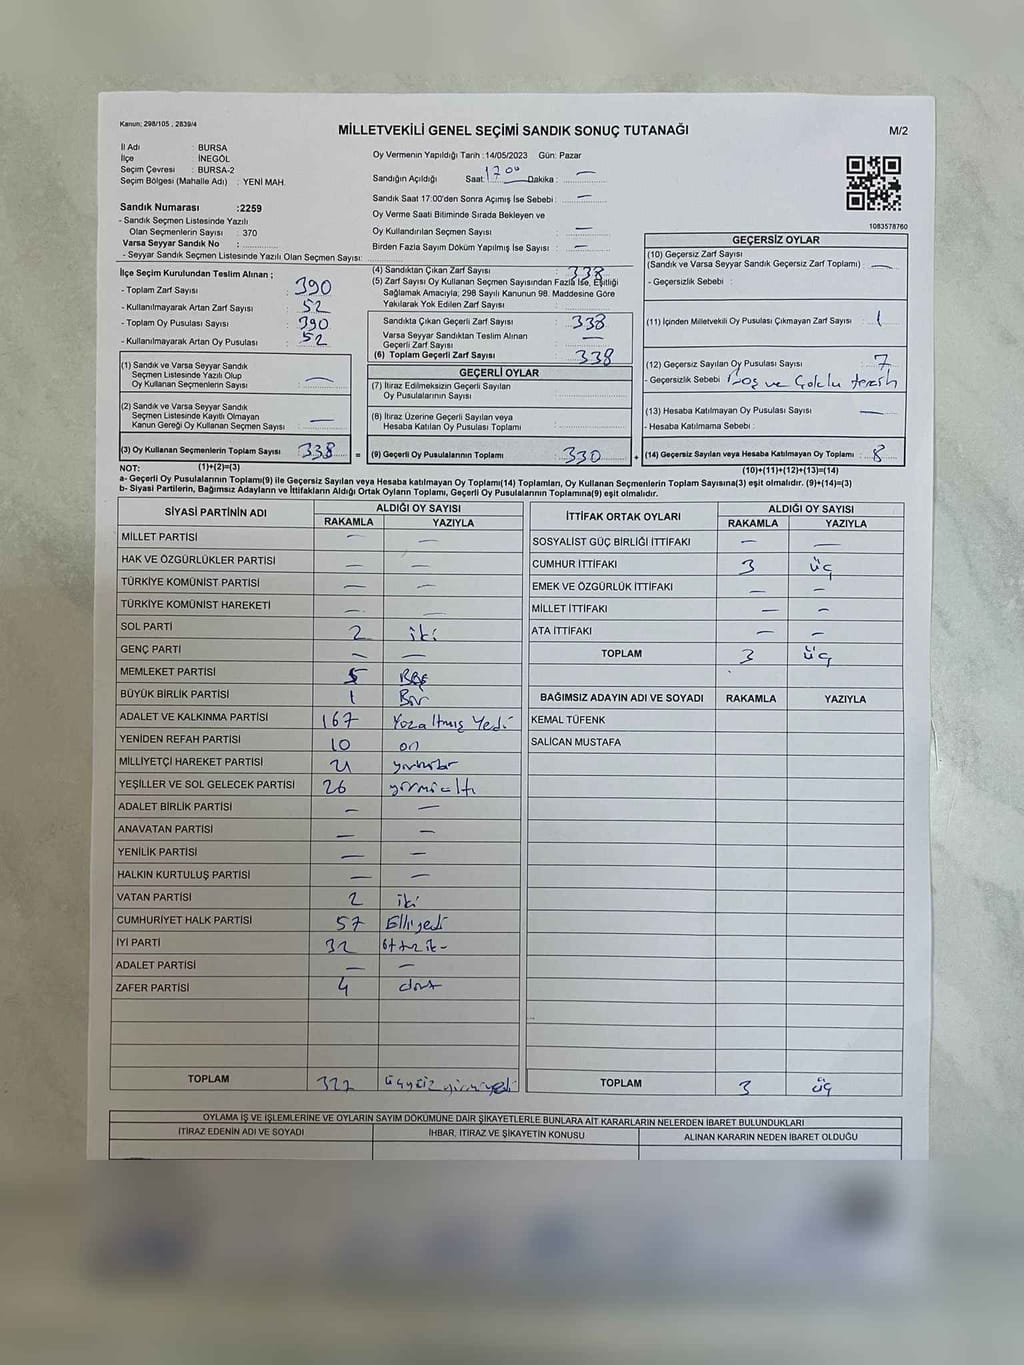 Kanun; 298/105 , 2839/4
MİLLETVEKİLİ GENEL SEÇİMİ SANDIK SONUÇ TUTANAĞI
M/2
İl Adı : BURSA
İlçe : İNEGÖL
Seçim Çevresi : BURSA-2
Seçim Bölgesi (Mahalle Adı) : YENİ MAH.
Sandık Numarası :2259
- Sandık Seçmen Listesinde Yazılı
Olan Seçmenlerin Sayısı : 370
Varsa Seyyar Sandık No :
- Seyyar Sandık Seçmen Listesinde Yazılı Olan Seçmen Sayısı:
Oy Vermenin Yapıldığı Tarih :14/05/2023 Gün: Pazar
Sandığın Açıldığı Saat: 17 00 Dakika : —
Sandık Saat 17:00'den Sonra Açımış İse Sebebi : —
Oy Verme Saati Bitiminde Sırada Bekleyen ve
Oy Kullandırılan Seçmen Sayısı : —
Birden Fazla Sayım Döküm Yapılmış İse Sayısı : —
1083578760
İlçe Seçim Kurulundan Teslim Alınan ;
- Toplam Zarf Sayısı : 390
- Kullanılmayarak Artan Zarf Sayısı : 52
- Toplam Oy Pusulası Sayısı : 390
- Kullanılmayarak Artan Oy Pusulası : 52
(1) Sandık ve Varsa Seyyar Sandık
Seçmen Listesinde Yazılı Olup
Oy Kullanan Seçmenlerin Sayısı : —
(2) Sandık ve Varsa Seyyar Sandık
Seçmen Listesinde Kayıtlı Olmayan
Kanun Gereği Oy Kullanan Seçmen Sayısı : —
(3) Oy Kullanan Seçmenlerin Toplam Sayısı : 338
(4) Sandıktan Çıkan Zarf Sayısı : 338
(5) Zarf Sayısı Oy Kullanan Seçmen Sayısından Fazla İse, Eşitliği
Sağlamak Amacıyla; 298 Sayılı Kanunun 98. Maddesine Göre
Yakılarak Yok Edilen Zarf Sayısı :
Sandıkta Çıkan Geçerli Zarf Sayısı : 338
Varsa Seyyar Sandıktan Teslim Alınan
Geçerli Zarf Sayısı : —
(6) Toplam Geçerli Zarf Sayısı : 338
GEÇERLİ OYLAR
(7) İtiraz Edilmeksizin Geçerli Sayılan
Oy Pusulalarının Sayısı :
(8) İtiraz Üzerine Geçerli Sayılan veya
Hesaba Katılan Oy Pusulası Toplamı :
= (9) Geçerli Oy Pusulalarının Toplamı : 330
GEÇERSİZ OYLAR
(10) Geçersiz Zarf Sayısı
(Sandık ve Varsa Seyyar Sandık Geçersiz Zarf Toplamı) : —
- Geçersizlik Sebebi :
(11) İçinden Milletvekili Oy Pusulası Çıkmayan Zarf Sayısı : 1
(12) Geçersiz Sayılan Oy Pusulası Sayısı : 7
- Geçersizlik Sebebi : Boş ve Çoklu tercih
(13) Hesaba Katılmayan Oy Pusulası Sayısı : —
- Hesaba Katılmama Sebebi :
+ (14) Geçersiz Sayılan veya Hesaba Katılmayan Oy Toplamı : 8
NOT: (1)+(2)=(3)
(10)+(11)+(12)+(13)=(14)
a- Geçerli Oy Pusulalarının Toplamı(9) ile Geçersiz Sayılan veya Hesaba katılmayan Oy Toplamı(14) Toplamları, Oy Kullanan Seçmenlerin Toplam Sayısına(3) eşit olmalıdır. (9)+(14)=(3)
b- Siyasi Partilerin, Bağımsız Adayların ve İttifakların Aldığı Ortak Oyların Toplamı, Geçerli Oy Pusulalarının Toplamına(9) eşit olmalıdır.
SİYASİ PARTİNİN ADI ALDIĞI OY SAYISI
RAKAMLA YAZIYLA
MİLLET PARTİSİ — —
HAK VE ÖZGÜRLÜKLER PARTİSİ — —
TÜRKİYE KOMÜNİST PARTİSİ — —
TÜRKİYE KOMÜNİST HAREKETİ — —
SOL PARTİ 2 iki
GENÇ PARTİ — —
MEMLEKET PARTİSİ 5 Beş
BÜYÜK BİRLİK PARTİSİ 1 Bir
ADALET VE KALKINMA PARTİSİ 167 Yüzaltmış Yedi
YENİDEN REFAH PARTİSİ 10 on
MİLLİYETÇİ HAREKET PARTİSİ 21 yirmibir
YEŞİLLER VE SOL GELECEK PARTİSİ 26 yirmialtı
ADALET BİRLİK PARTİSİ — —
ANAVATAN PARTİSİ — —
YENİLİK PARTİSİ — —
HALKIN KURTULUŞ PARTİSİ — —
VATAN PARTİSİ 2 iki
CUMHURİYET HALK PARTİSİ 57 Elliyedi
İYİ PARTİ 32 otuz iki
ADALET PARTİSİ — —
ZAFER PARTİSİ 4 dört
TOPLAM 327 üçyüz yirmiyedi
İTTİFAK ORTAK OYLARI ALDIĞI OY SAYISI
RAKAMLA YAZIYLA
SOSYALİST GÜÇ BİRLİĞİ İTTİFAKI — —
CUMHUR İTTİFAKI 3 üç
EMEK VE ÖZGÜRLÜK İTTİFAKI — —
MİLLET İTTİFAKI — —
ATA İTTİFAKI — —
TOPLAM 3 üç
BAĞIMSIZ ADAYIN ADI VE SOYADI RAKAMLA YAZIYLA
KEMAL TÜFENK
SALİCAN MUSTAFA
TOPLAM 3 üç
OYLAMA İŞ VE İŞLEMLERİNE VE OYLARIN SAYIM DÖKÜMÜNE DAİR ŞİKAYETLERLE BUNLARA AİT KARARLARIN NELERDEN İBARET BULUNDUKLARI
İTİRAZ EDENİN ADI VE SOYADI
İHBAR, İTİRAZ VE ŞİKAYETİN KONUSU
ALINAN KARARIN NEDEN İBARET OLDUĞU